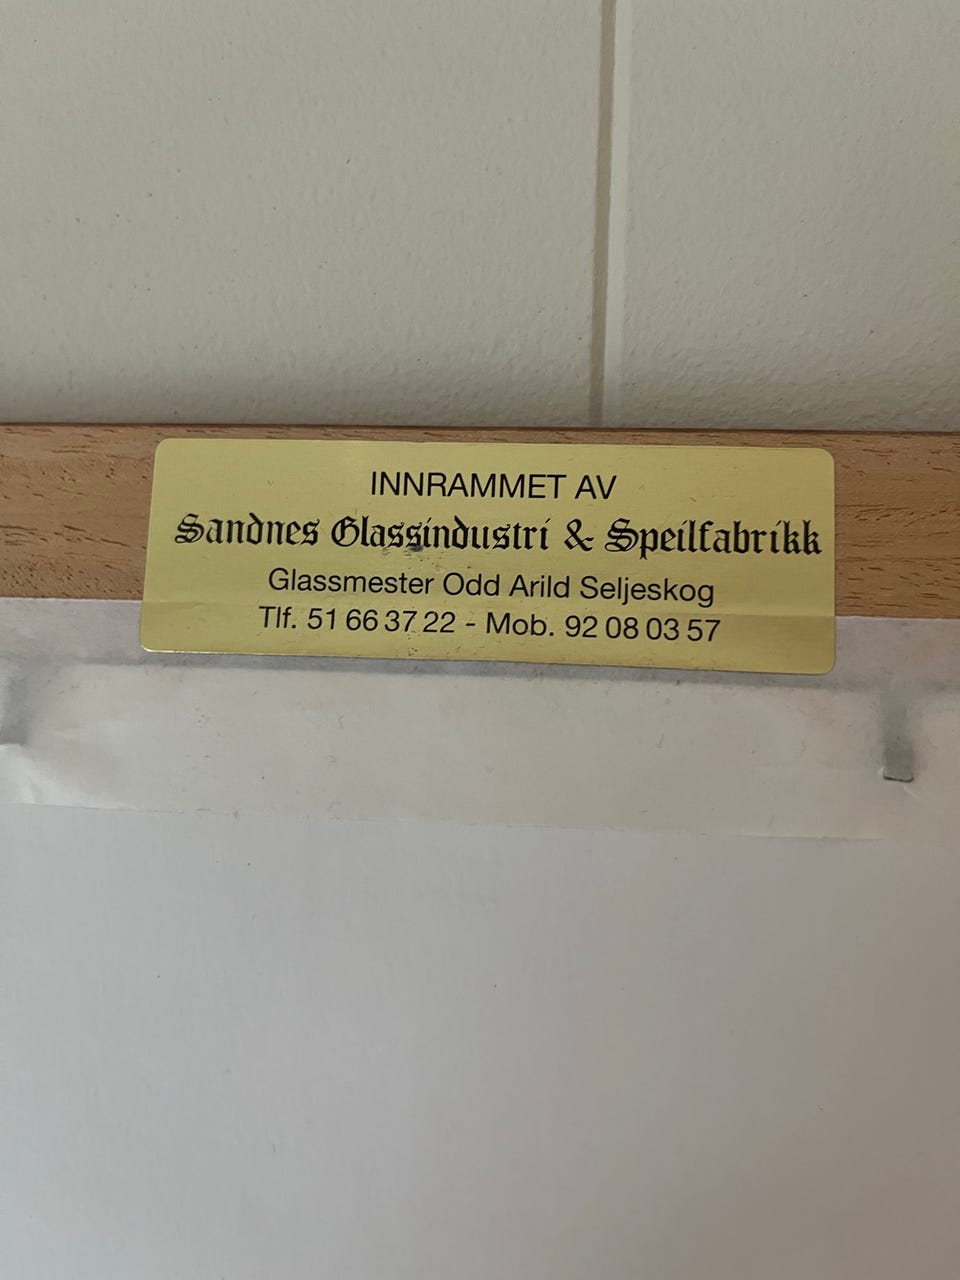 INNRAMMET AV
Sandnes Glassindustri & Speilfabrikk
Glassmester Odd Arild Seljeskog
Tlf. 51 66 37 22 - Mob. 92 08 03 57